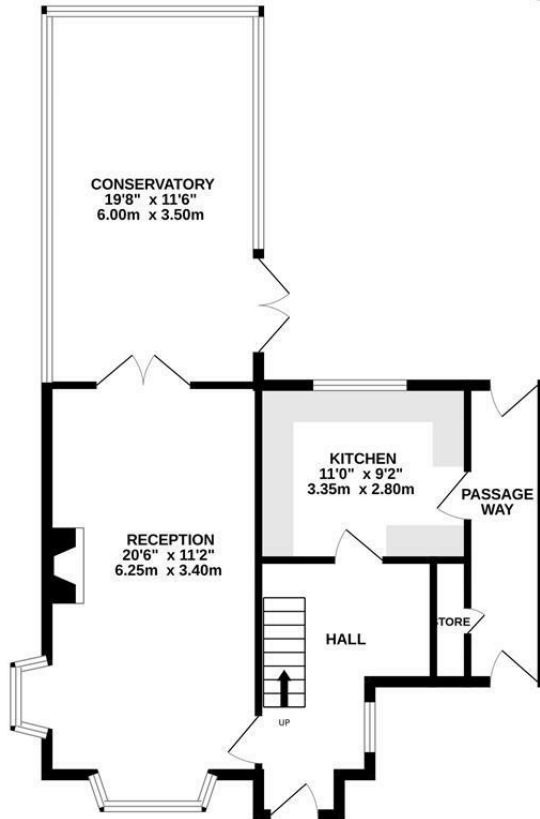 CONSERVATORY
19'8" x 11'6"
6.00m x 3.50m
KITCHEN
11'0" x 9'2"
3.35m x 2.80m
PASSAGE
WAY
RECEPTION
20'6" x 11'2"
6.25m x 3.40m
STORE
HALL
UP